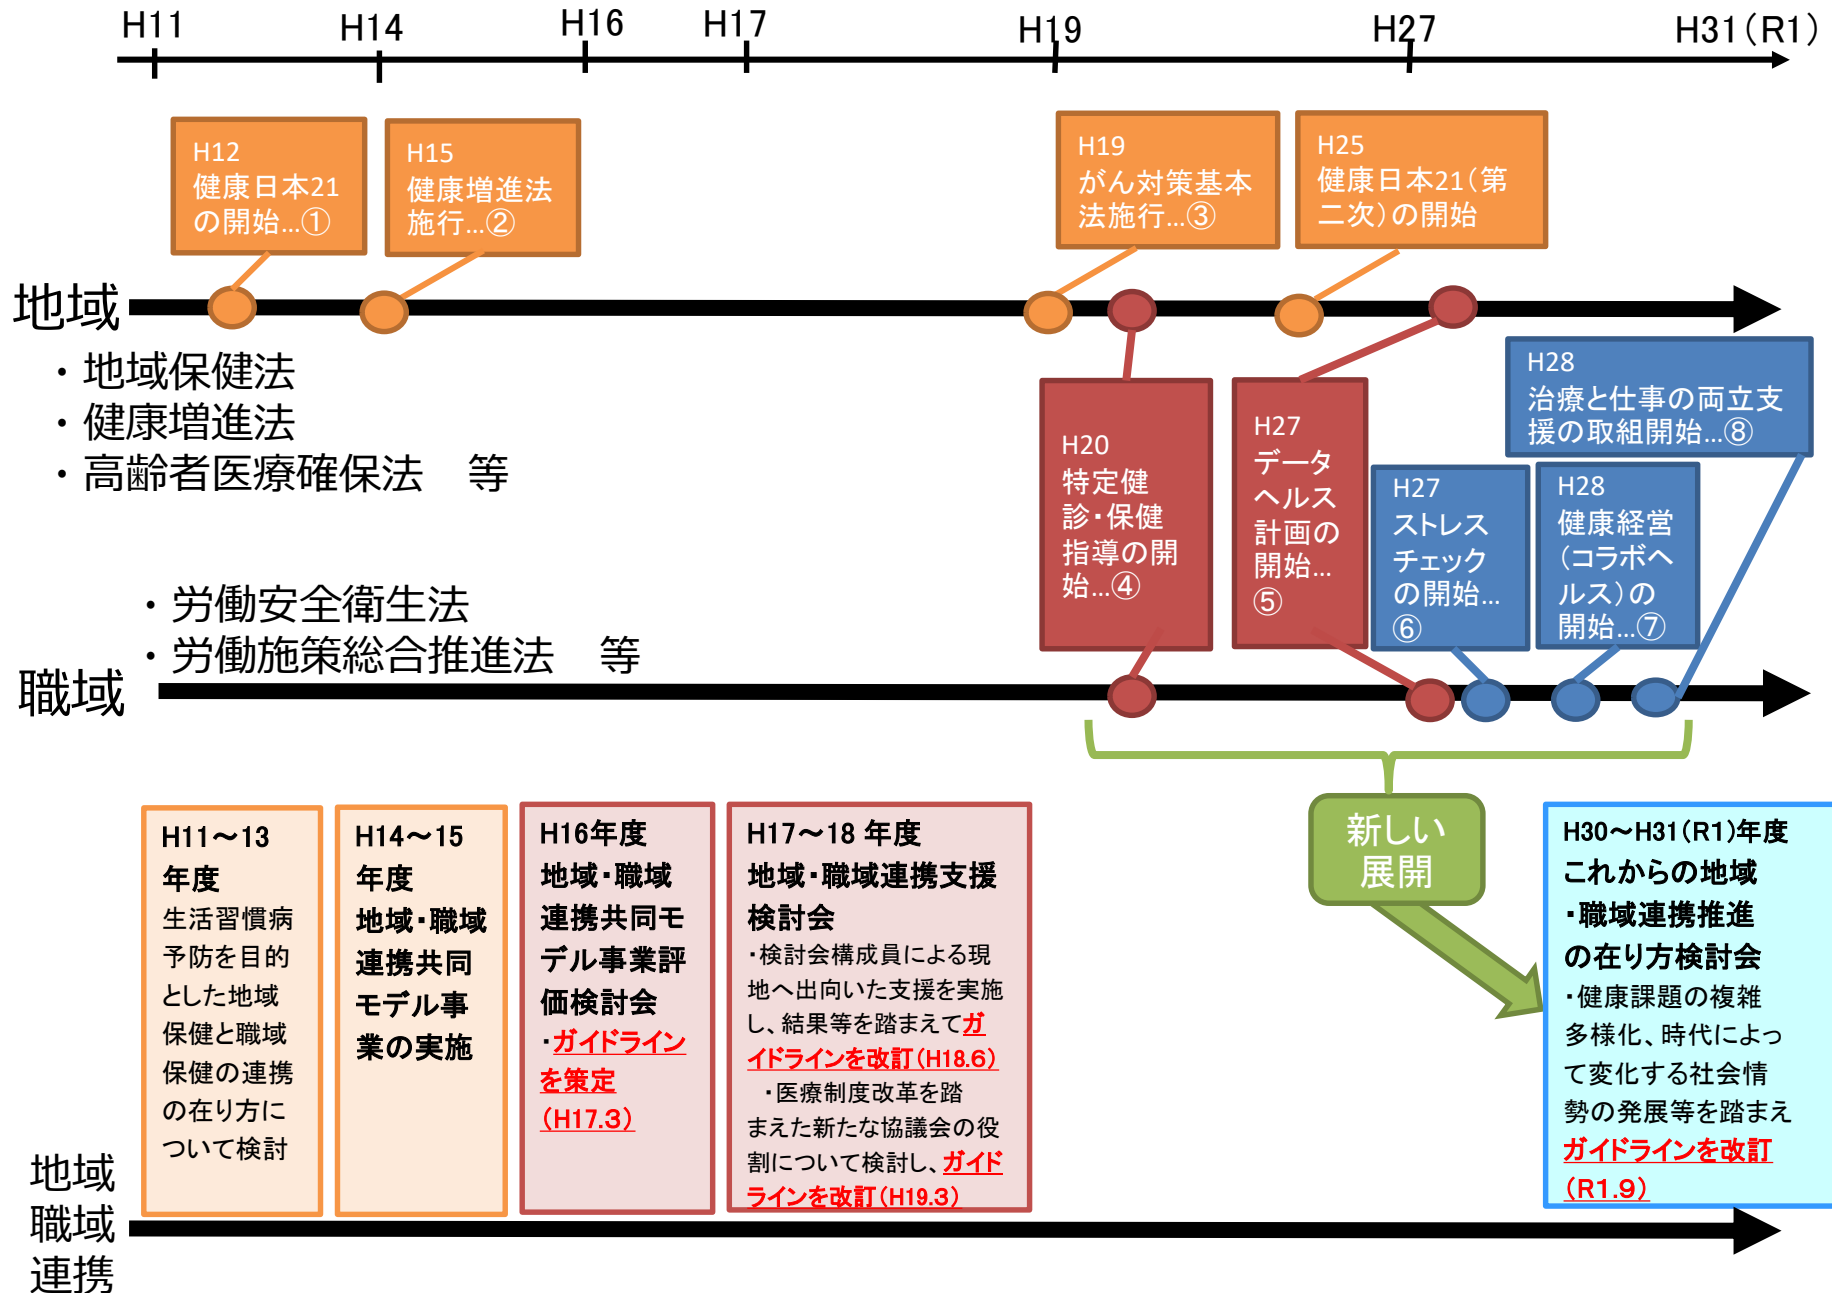 H11
H14
H16
H17
H19
H27
H31(R1)
H12
健康日本21
の開始...①
H15
健康増進法
施行...②
H19
がん対策基本
法施行...③
H25
健康日本21(第
二次)の開始
地域
・地域保健法
・健康増進法
・高齢者医療確保法 等
H20
特定健
診・保健
指導の開
始...④
H27
データ
ヘルス
計画の
開始...
⑤
H27
ストレス
チェック
の開始...
⑥
H28
健康経営
(コラボヘ
ルス)の
開始...⑦
H28
治療と仕事の両立支
援の取組開始...⑧
・労働安全衛生法
・労働施策総合推進法 等
職域
新しい
展開
H11～13
年度
生活習慣病
予防を目的
とした地域
保健と職域
保健の連携
の在り方に
ついて検討
H14～15
年度
地域・職域
連携共同
モデル事
業の実施
H16年度
地域・職域
連携共同モ
デル事業評
価検討会
・ガイドライン
を策定
(H17.3)
H17～18 年度
地域・職域連携支援
検討会
・検討会構成員による現
地へ出向いた支援を実施
し、結果等を踏まえてガ
イドラインを改訂(H18.6)
・医療制度改革を踏
まえた新たな協議会の役
割について検討し、ガイド
ラインを改訂(H19.3)
H30～H31(R1)年度
これからの地域
・職域連携推進
の在り方検討会
・健康課題の複雑
多様化、時代によっ
て変化する社会情
勢の発展等を踏まえ
ガイドラインを改訂
(R1.9)
地域
職域
連携